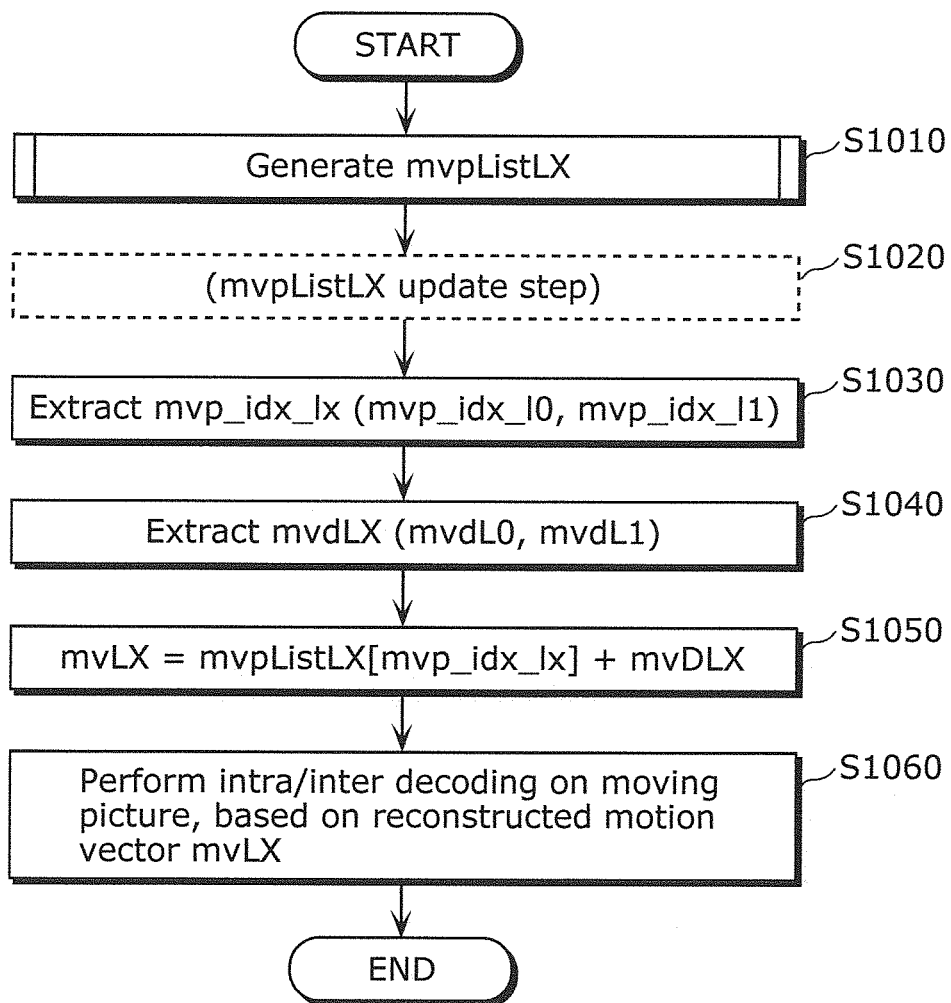 START
Generate mvpListLX
S1010
(mvpListLX update step)
S1020
Extract mvp_idx_lx (mvp_idx_l0, mvp_idx_l1)
S1030
Extract mvdLX (mvdL0, mvdL1)
S1040
mvLX = mvpListLX[mvp_idx_lx] + mvDLX
S1050
Perform intra/inter decoding on moving
picture, based on reconstructed motion
vector mvLX
S1060
END